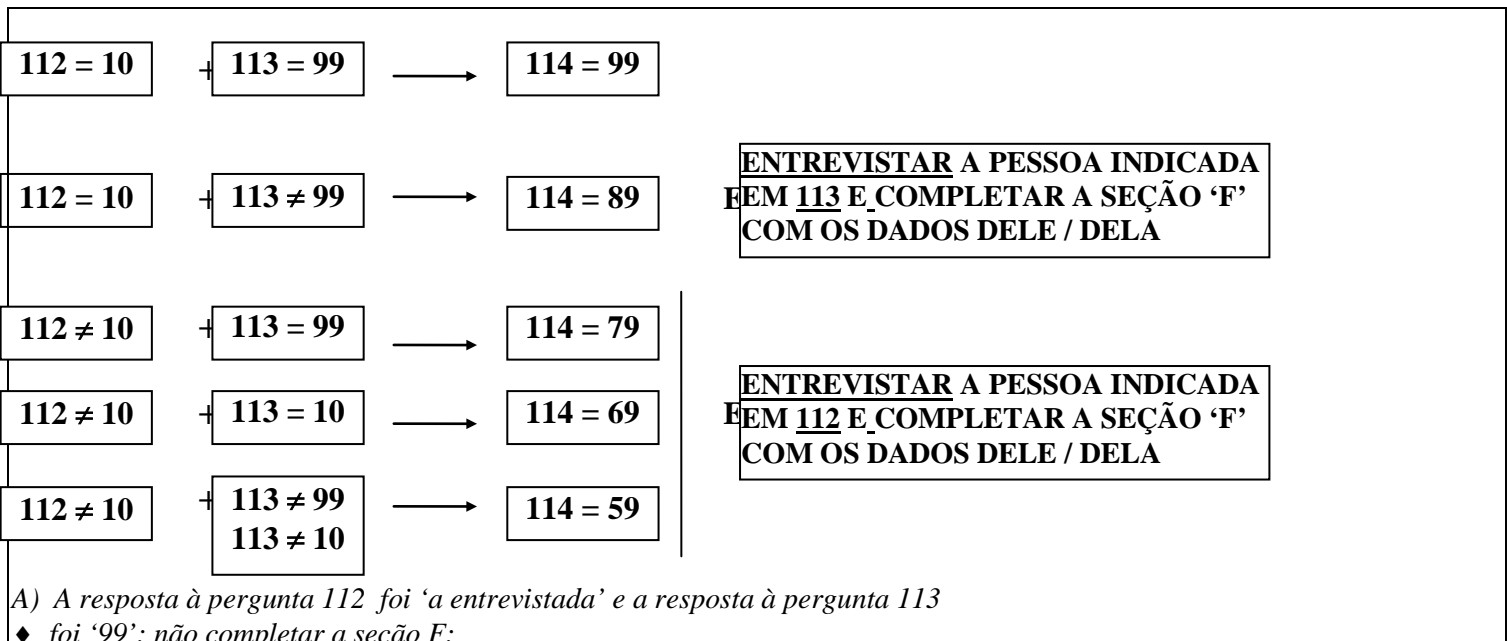 112 = 10 + 113 = 99 114 = 99
112 = 10 + 113 ≠ 99 114 = 89 E
ENTREVISTAR A PESSOA INDICADA
EM 113 E COMPLETAR A SEÇÃO ‘F’
COM OS DADOS DELE / DELA
112 ≠ 10 + 113 = 99 114 = 79
112 ≠ 10 + 113 = 10 114 = 69 E
112 ≠ 10 + 113 ≠ 99 114 = 59
113 ≠ 10
ENTREVISTAR A PESSOA INDICADA
EM 112 E COMPLETAR A SEÇÃO ‘F’
COM OS DADOS DELE / DELA
A) A resposta à pergunta 112 foi ‘a entrevistada’ e a resposta à pergunta 113
♦ foi ‘99’: não completar a seção F;